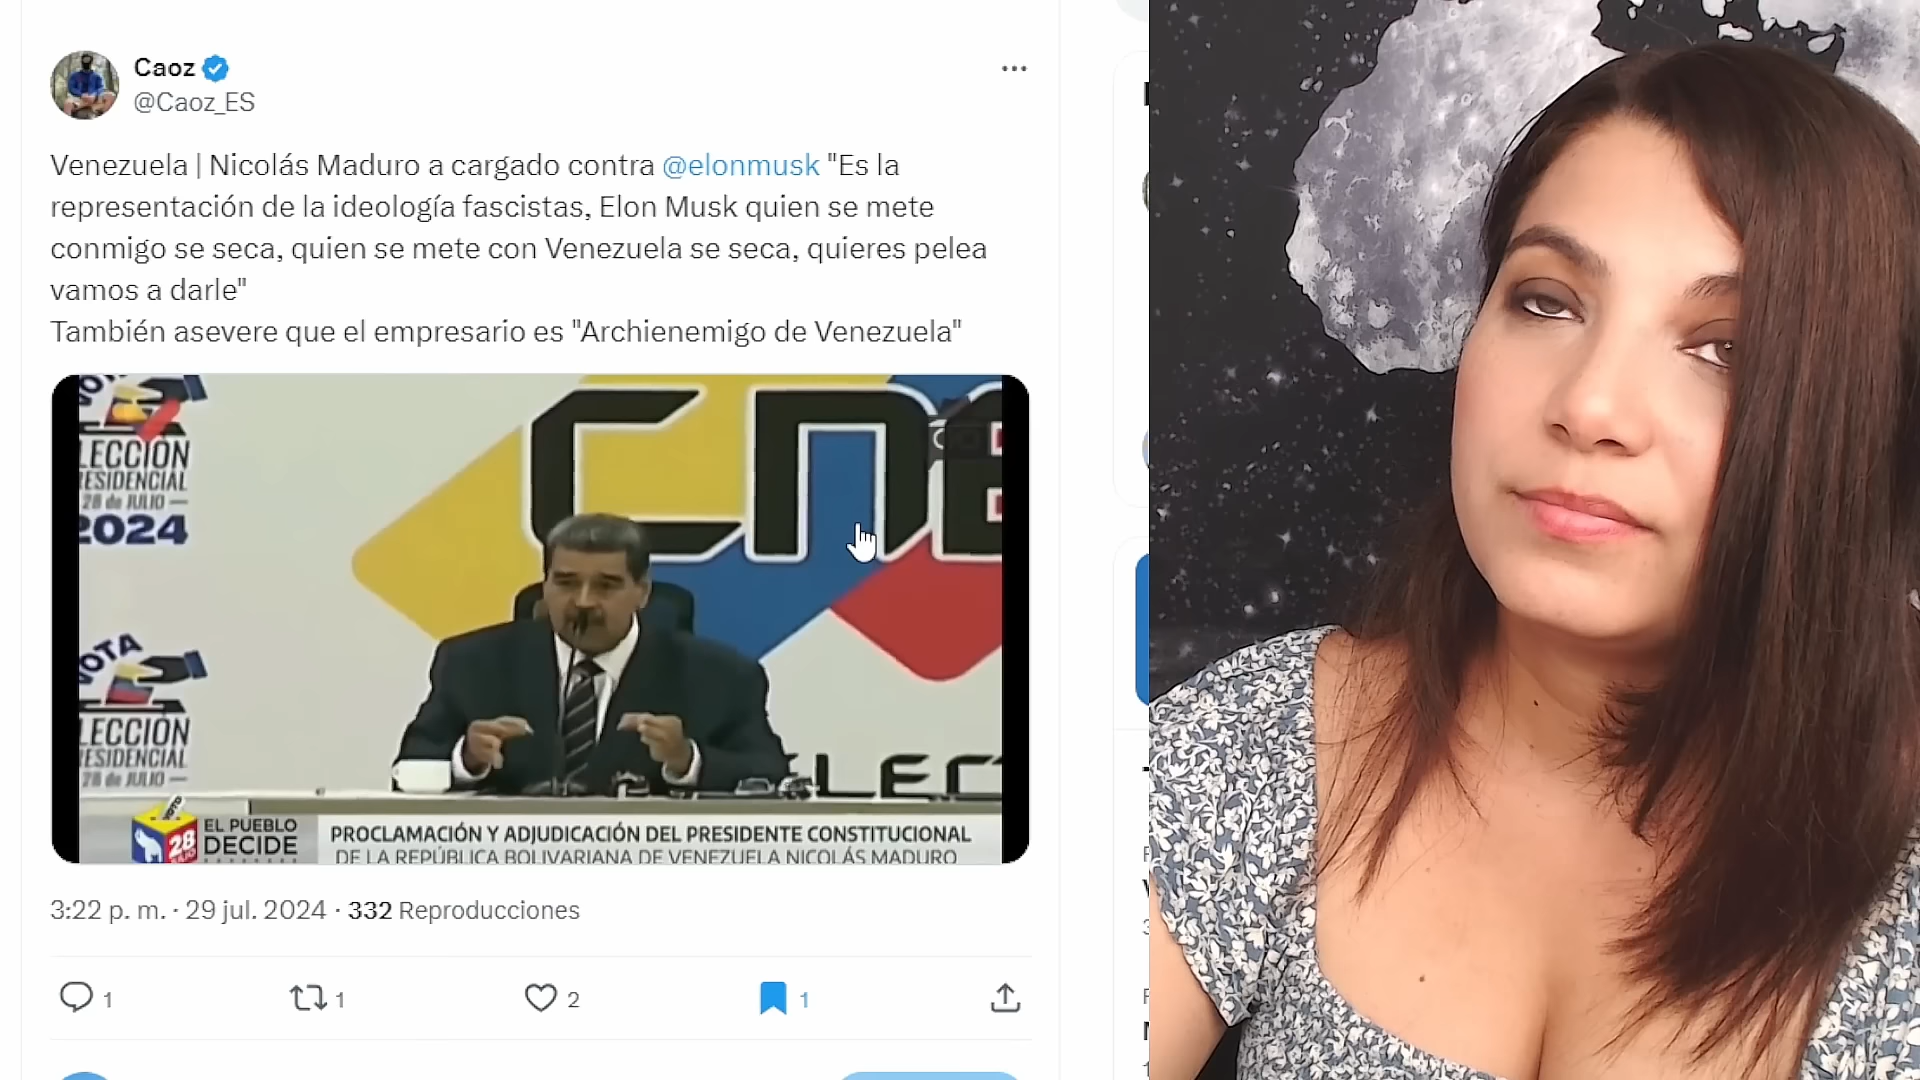 Caoz
@Caoz_ES
Venezuela | Nicolás Maduro a cargado contra @elonmusk "Es la
representación de la ideología fascistas, Elon Musk quien se mete
conmigo se seca, quien se mete con Venezuela se seca, quieres pelea
vamos a darle"
También asevere que el empresario es "Archienemigo de Venezuela"
LECCIÓN
ESIDENCIAL
28 de JULIO
2024
CNE
VOTA
LECCIÓN
ESIDENCIAL
28 de JULIO
ELEC
28
EL PUEBLO
DECIDE
PROCLAMACIÓN Y ADJUDICACIÓN DEL PRESIDENTE CONSTITUCIONAL
DE LA REPÚBLICA BOLIVARIANA DE VENEZUELA NICOLÁS MADURO
3:22 p. m. · 29 jul. 2024 · 332 Reproducciones
1 1 2 1